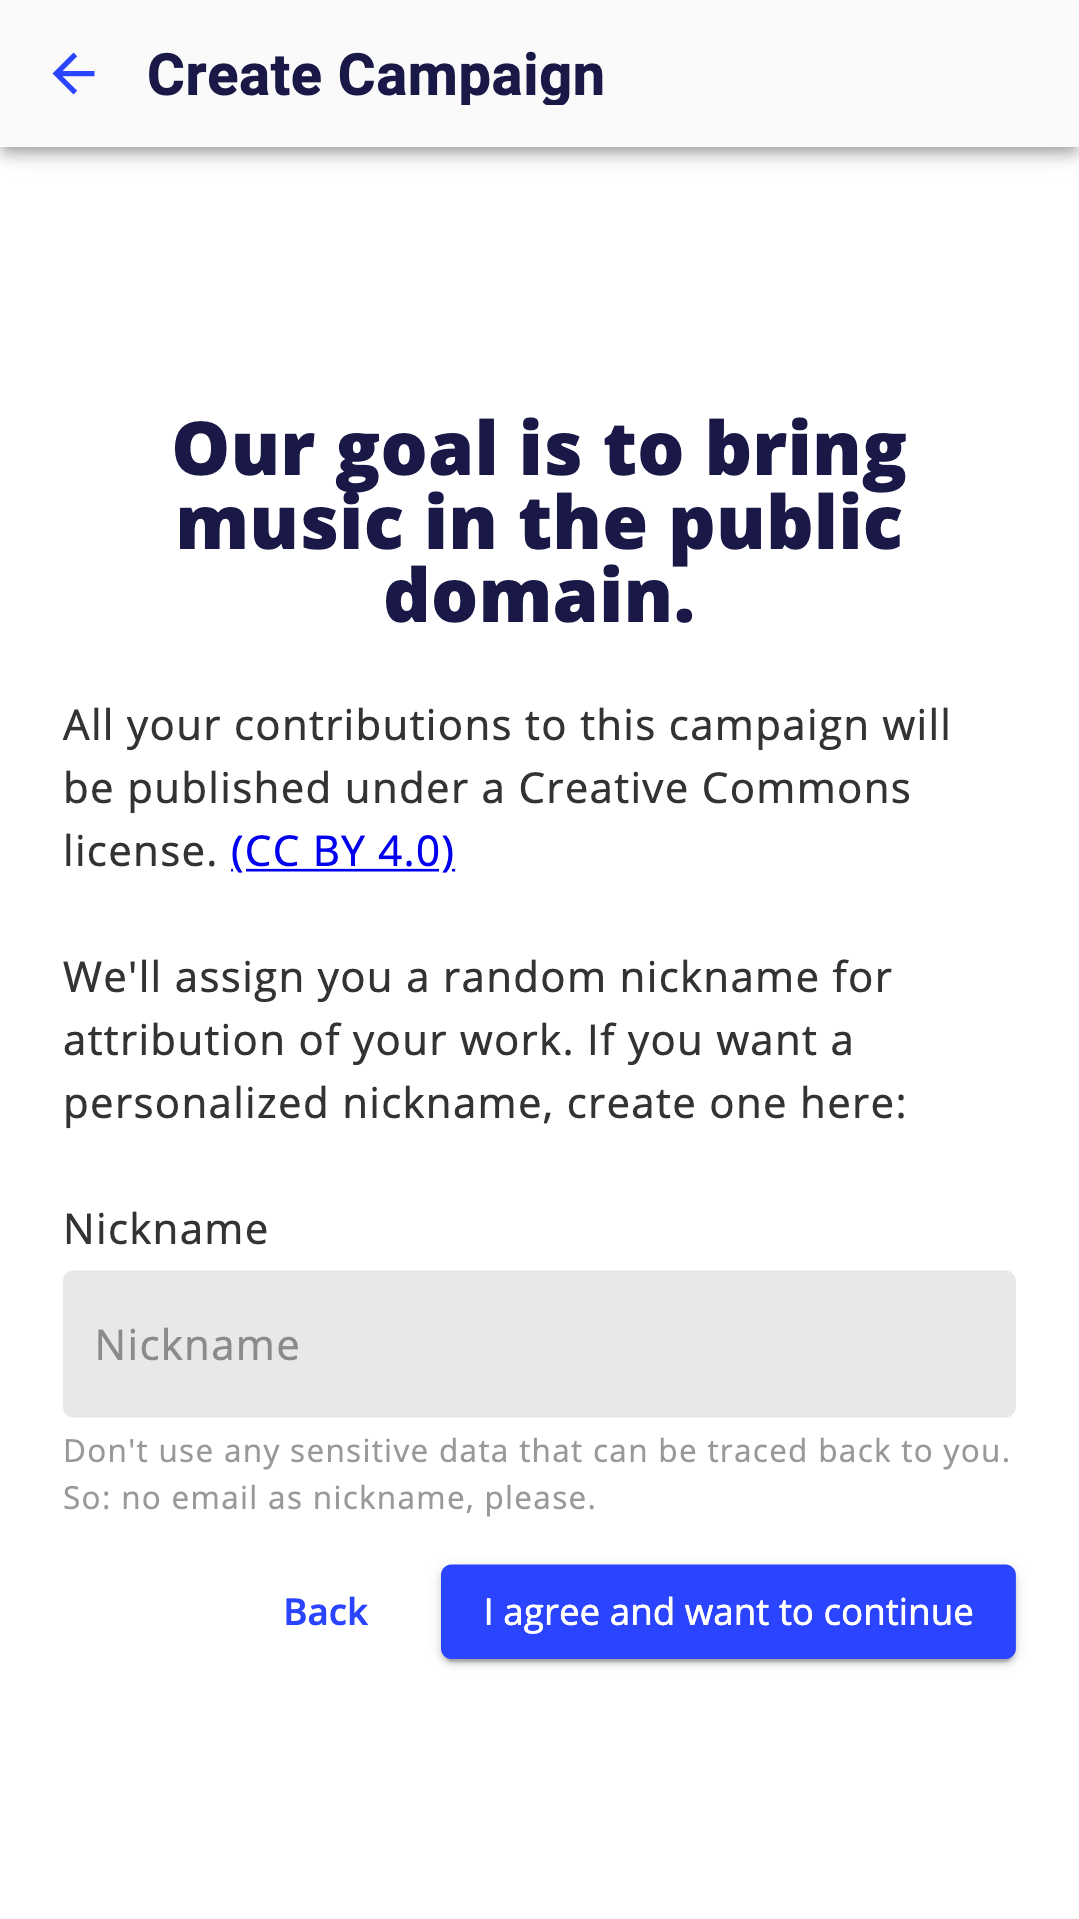 Create Campaign
Our goal is to bring
music in the public
domain.
All your contributions to this campaign will
be published under a Creative Commons
license. (CC BY 4.0)
We'll assign you a random nickname for
attribution of your work. If you want a
personalized nickname, create one here:
Nickname
Nickname
Don't use any sensitive data that can be traced back to you.
So: no email as nickname, please.
Back
I agree and want to continue